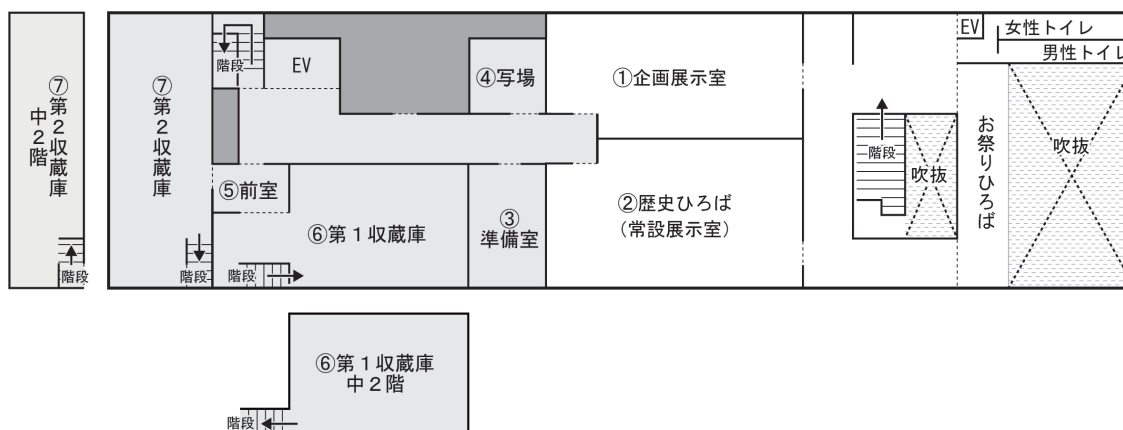 ⑦第２収蔵庫
中２階
階段
⑦第２収蔵庫
階段
階段
EV
④写場
①企画展示室
EV
女性トイレ
男性トイレ
⑤前室
⑥第１収蔵庫
階段
③
準備室
②歴史ひろば
（常設展示室）
階段
吹抜
お祭りひろば
吹抜
⑥第１収蔵庫
中２階
階段